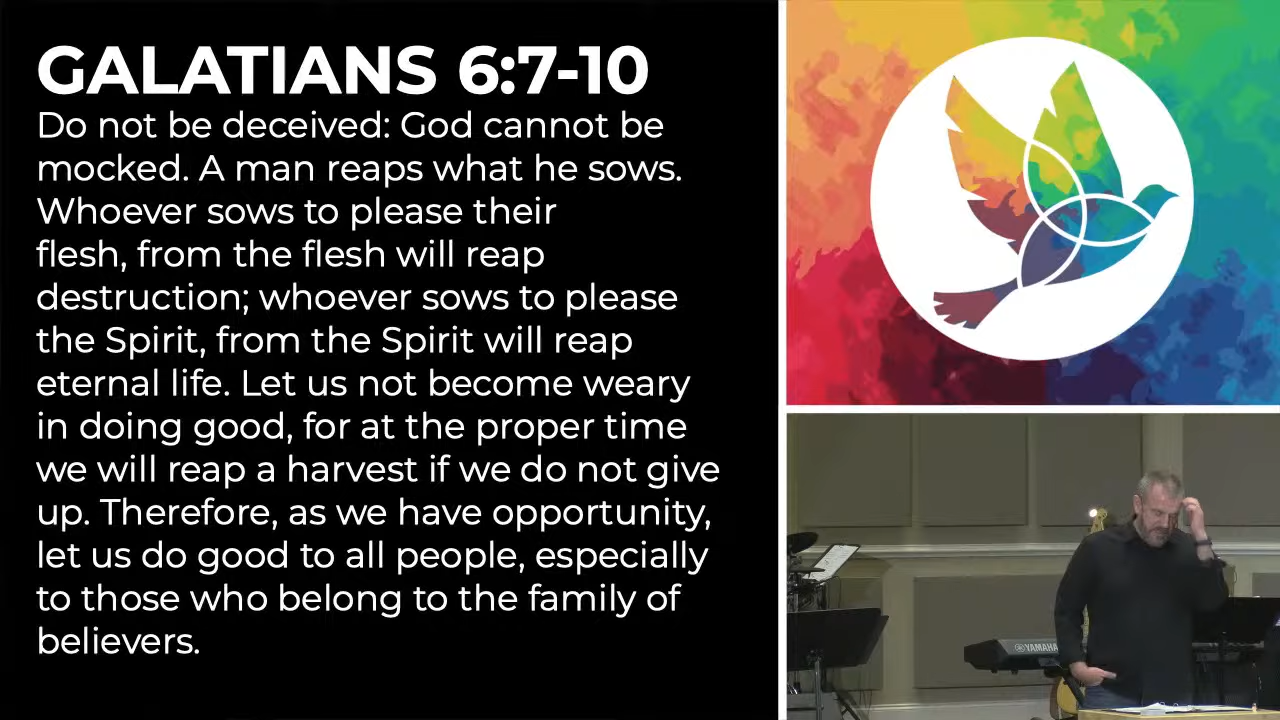 GALATIANS 6:7-10
Do not be deceived: God cannot be
mocked. A man reaps what he sows.
Whoever sows to please their
flesh, from the flesh will reap
destruction; whoever sows to please
the Spirit, from the Spirit will reap
eternal life. Let us not become weary
in doing good, for at the proper time
we will reap a harvest if we do not give
up. Therefore, as we have opportunity,
let us do good to all people, especially
to those who belong to the family of
believers.
YAMAHA